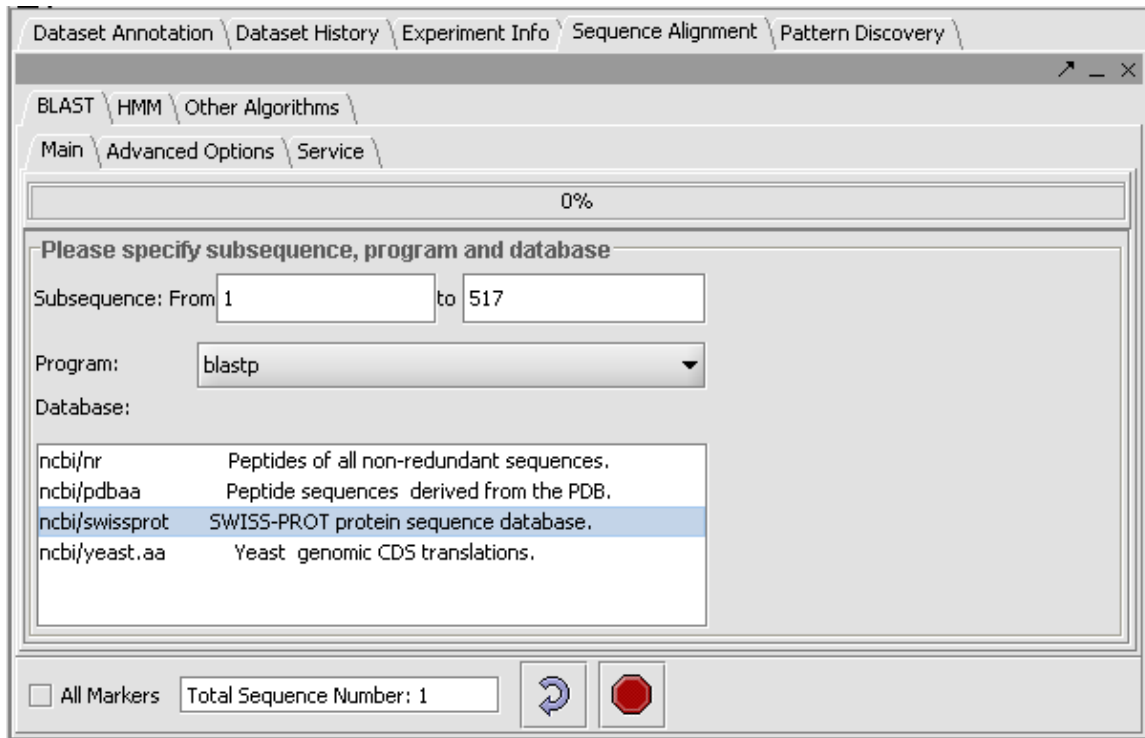 Dataset Annotation Dataset History Experiment Info Sequence Alignment Pattern Discovery
BLAST HMM Other Algorithms
Main Advanced Options Service
0%
Please specify subsequence, program and database
Subsequence: From 1 to 517
Program: blastp
Database:
ncbi/nr Peptides of all non-redundant sequences.
ncbi/pdbaa Peptide sequences derived from the PDB.
ncbi/swissprot SWISS-PROT protein sequence database.
ncbi/yeast.aa Yeast genomic CDS translations.
All Markers Total Sequence Number: 1